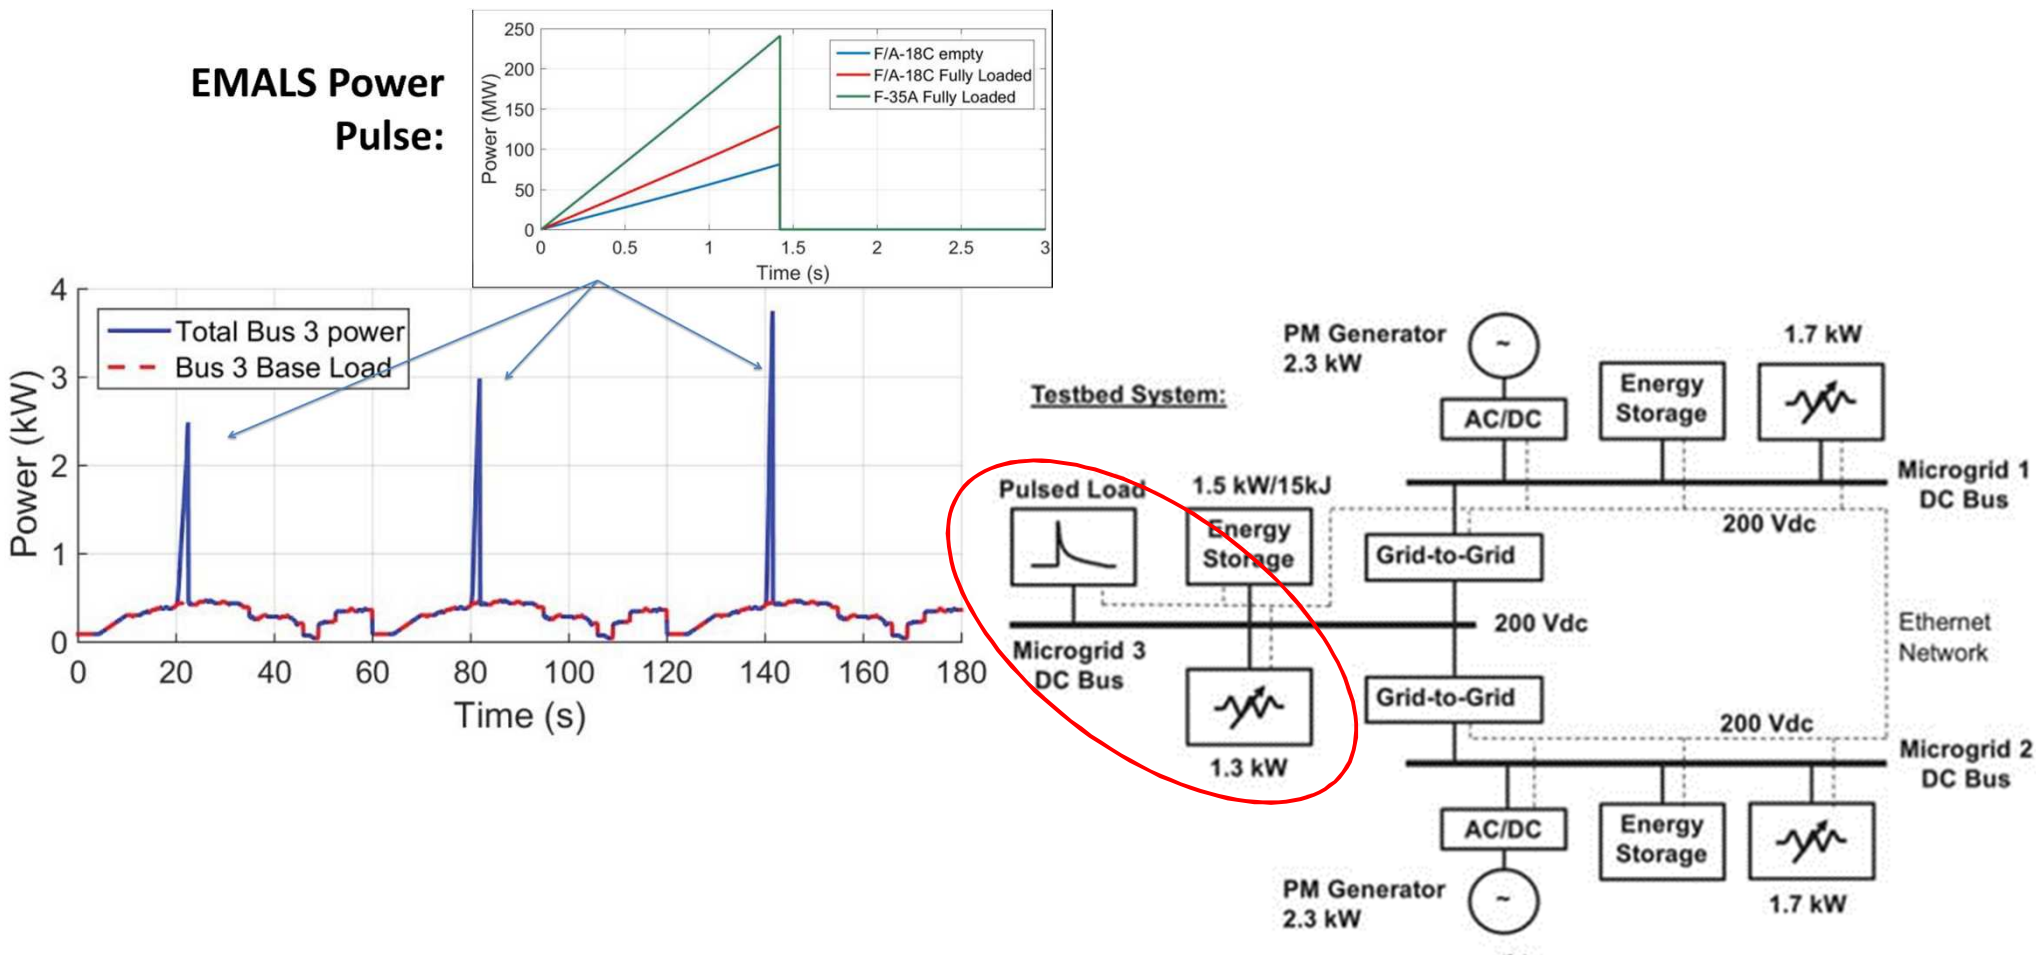 EMALS Power
Pulse:
250
200
150
100
50
0
Power (MW)
F/A-18C empty
F/A-18C Fully Loaded
F-35A Fully Loaded
0 0.5 1 1.5 2 2.5 3
Time (s)
4
3
2
1
0
Power (kW)
Total Bus 3 power
Bus 3 Base Load
0 20 40 60 80 100 120 140 160 180
Time (s)
Testbed System:
PM Generator
2.3 kW
~
AC/DC
Energy
Storage
1.7 kW
Microgrid 1
DC Bus
200 Vdc
Pulsed Load
1.5 kW/15kJ
Energy
Storage
Grid-to-Grid
200 Vdc
Microgrid 3
DC Bus
1.3 kW
Ethernet
Network
Grid-to-Grid
200 Vdc
Microgrid 2
DC Bus
AC/DC
Energy
Storage
PM Generator
2.3 kW
~
1.7 kW